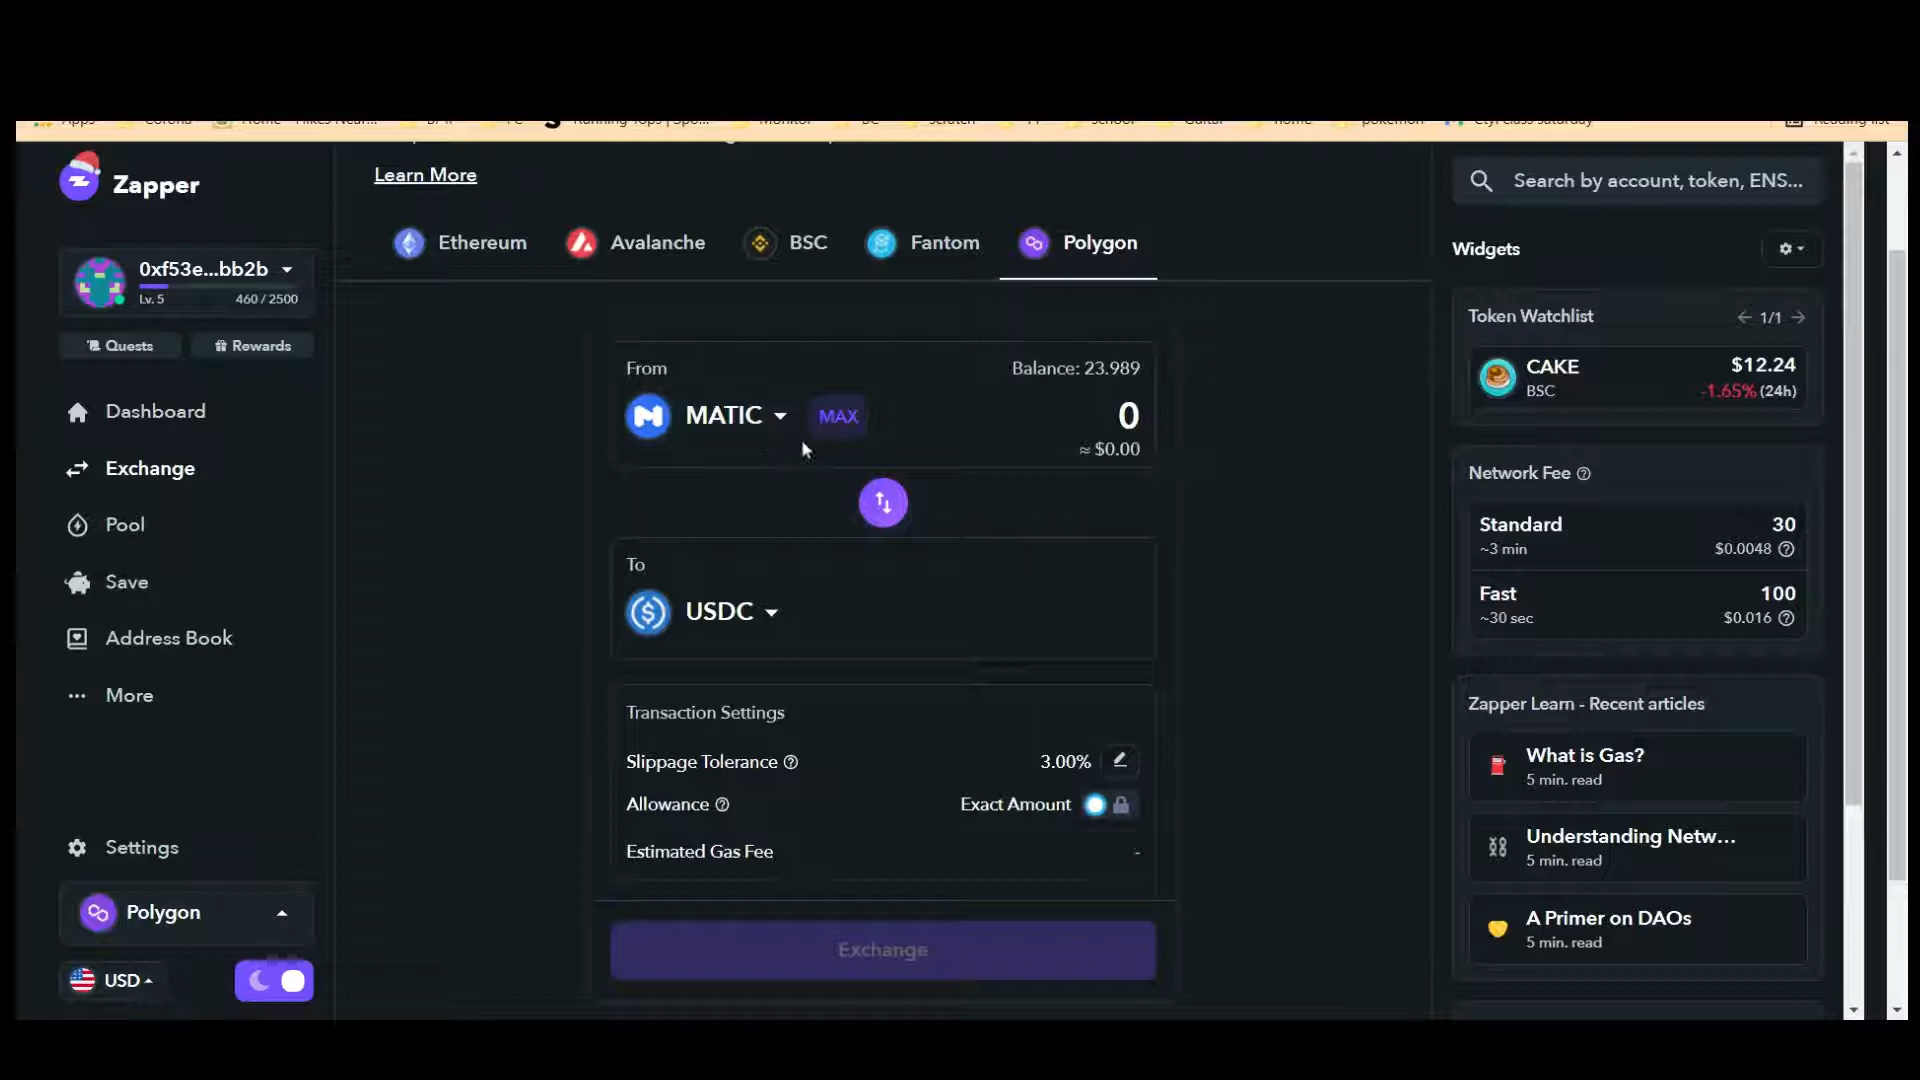 Learn More
Zapper
0xf53e...bb2b
Lv. 5
460 / 2500
Quests
Rewards
Dashboard
Exchange
Pool
Save
Address Book
More
Settings
Polygon
USD
Ethereum
Avalanche
BSC
Fantom
Polygon
From
Balance: 23.989
MATIC
MAX
0
≈ $0.00
To
USDC
Transaction Settings
Slippage Tolerance
3.00%
Allowance
Exact Amount
Estimated Gas Fee
-
Exchange
Search by account, token, ENS...
Widgets
Token Watchlist
1/1
CAKE
$12.24
BSC
-1.65% (24h)
Network Fee
Standard
30
~3 min
$0.0048
Fast
100
~30 sec
$0.016
Zapper Learn - Recent articles
What is Gas?
5 min. read
Understanding Netw...
5 min. read
A Primer on DAOs
5 min. read